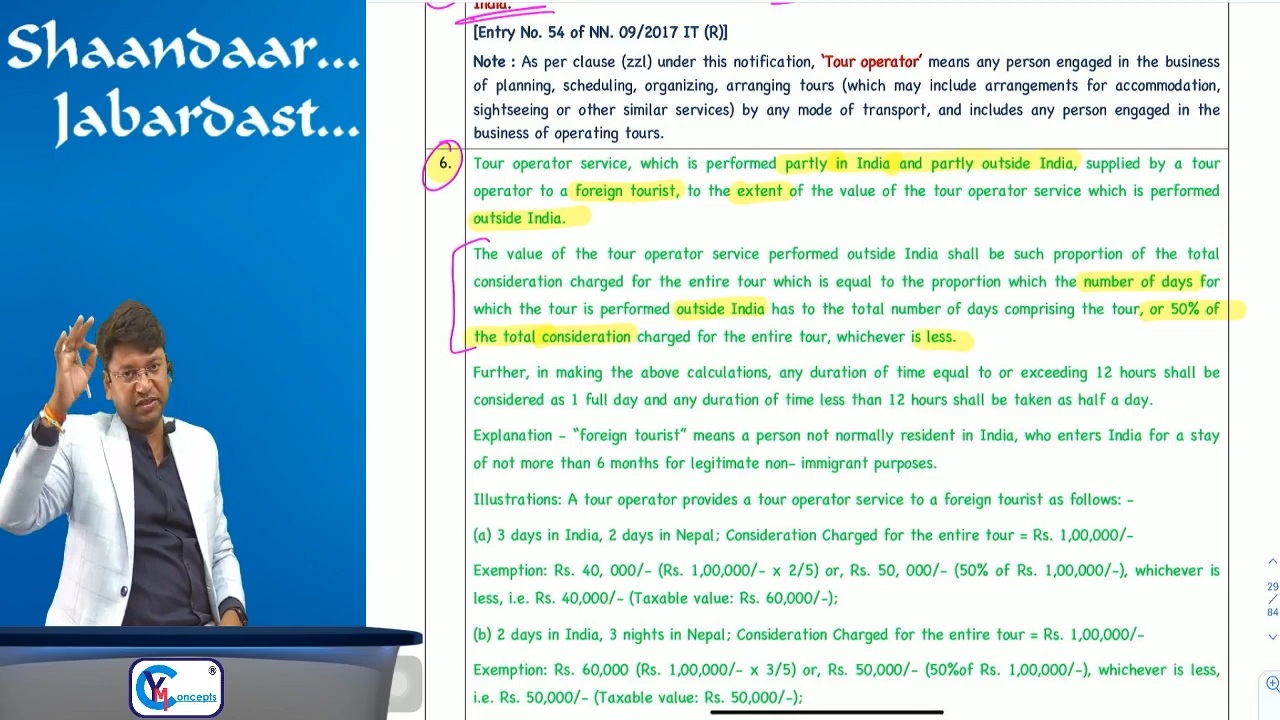 Shaandaar...
Jabardast...
India.
[Entry No. 54 of NN. 09/2017 IT (R)]
Note : As per clause (zzl) under this notification, ‘Tour operator’ means any person engaged in the business
of planning, scheduling, organizing, arranging tours (which may include arrangements for accommodation,
sightseeing or other similar services) by any mode of transport, and includes any person engaged in the
business of operating tours.
6. Tour operator service, which is performed partly in India and partly outside India, supplied by a tour
operator to a foreign tourist, to the extent of the value of the tour operator service which is performed
outside India.
The value of the tour operator service performed outside India shall be such proportion of the total
consideration charged for the entire tour which is equal to the proportion which the number of days for
which the tour is performed outside India has to the total number of days comprising the tour, or 50% of
the total consideration charged for the entire tour, whichever is less.
Further, in making the above calculations, any duration of time equal to or exceeding 12 hours shall be
considered as 1 full day and any duration of time less than 12 hours shall be taken as half a day.
Explanation – “foreign tourist” means a person not normally resident in India, who enters India for a stay
of not more than 6 months for legitimate non- immigrant purposes.
Illustrations: A tour operator provides a tour operator service to a foreign tourist as follows: -
(a) 3 days in India, 2 days in Nepal; Consideration Charged for the entire tour = Rs. 1,00,000/-
Exemption: Rs. 40, 000/- (Rs. 1,00,000/- x 2/5) or, Rs. 50, 000/- (50% of Rs. 1,00,000/-), whichever is
less, i.e. Rs. 40,000/- (Taxable value: Rs. 60,000/-);
(b) 2 days in India, 3 nights in Nepal; Consideration Charged for the entire tour = Rs. 1,00,000/-
Exemption: Rs. 60,000 (Rs. 1,00,000/- x 3/5) or, Rs. 50,000/- (50%of Rs. 1,00,000/-), whichever is less,
i.e. Rs. 50,000/- (Taxable value: Rs. 50,000/-);
29
/
84
YM Concepts ®